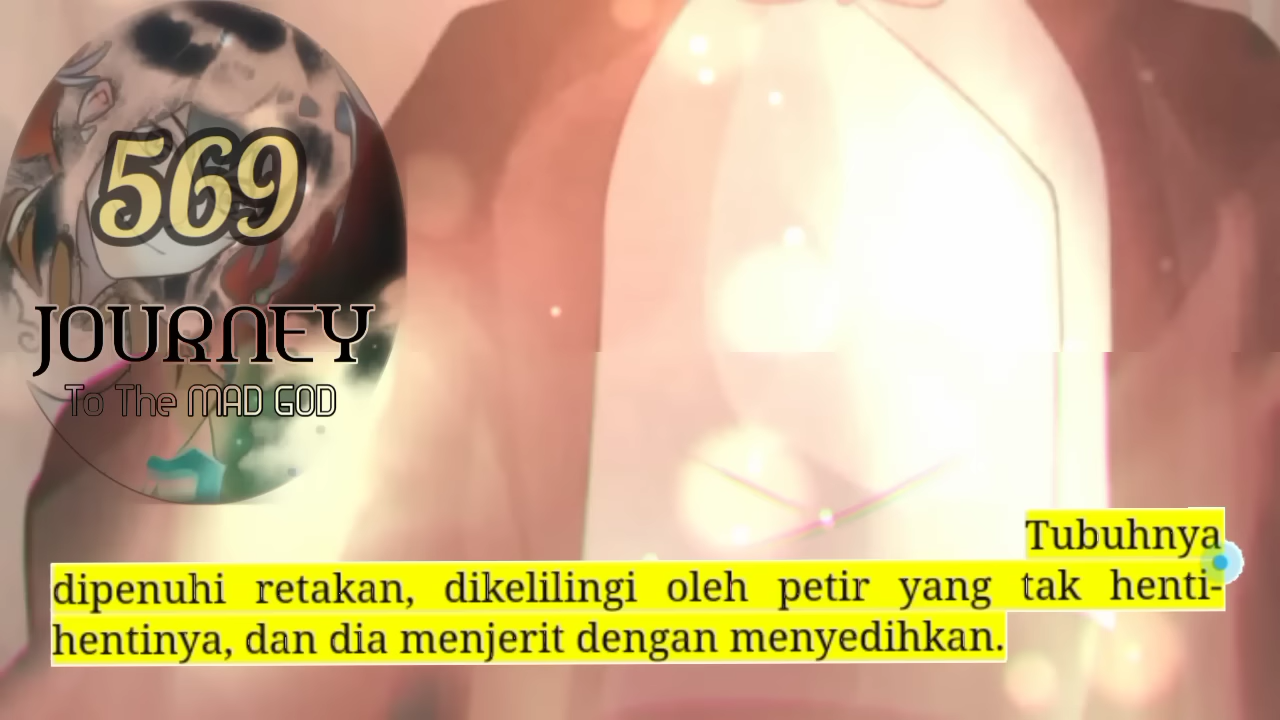 569
JOURNEY
To The MAD GOD
Tubuhnya
dipenuhi retakan, dikelilingi oleh petir yang tak henti-
hentinya, dan dia menjerit dengan menyedihkan.